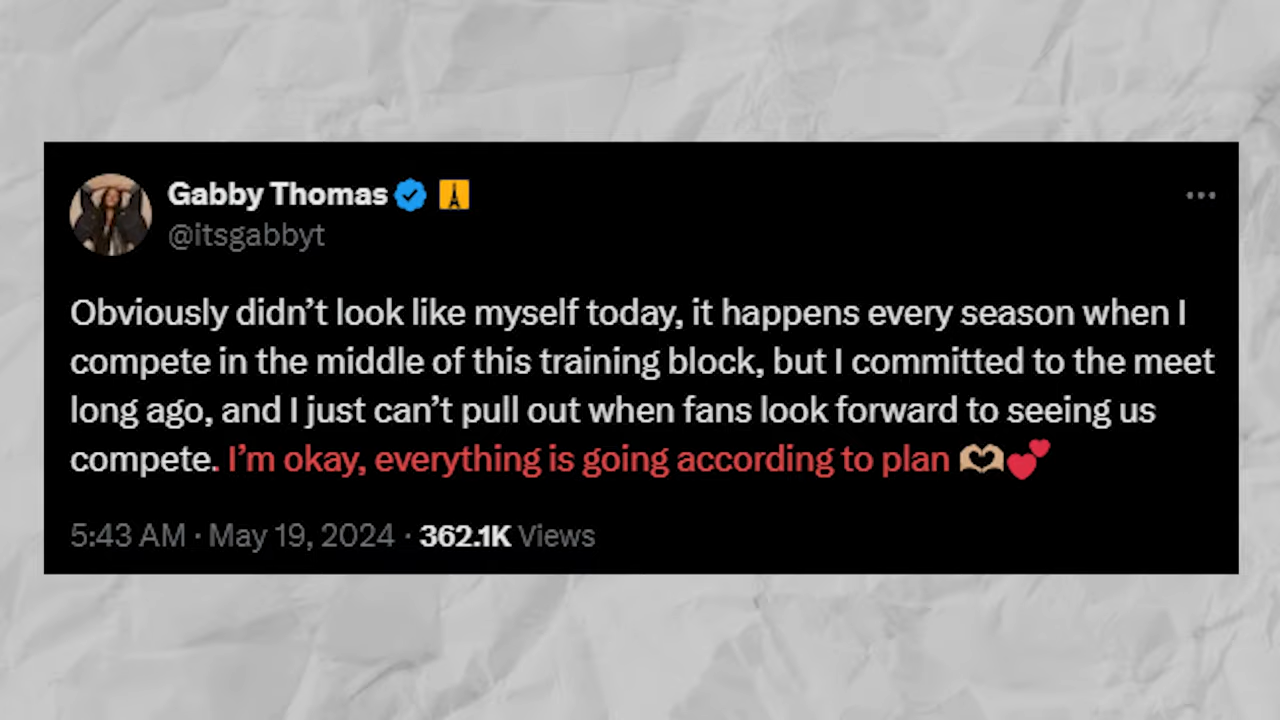 Gabby Thomas
@itsgabbyt
Obviously didn’t look like myself today, it happens every season when I
compete in the middle of this training block, but I committed to the meet
long ago, and I just can’t pull out when fans look forward to seeing us
compete. I’m okay, everything is going according to plan 🫶🏼💕
5:43 AM · May 19, 2024 · 362.1K Views